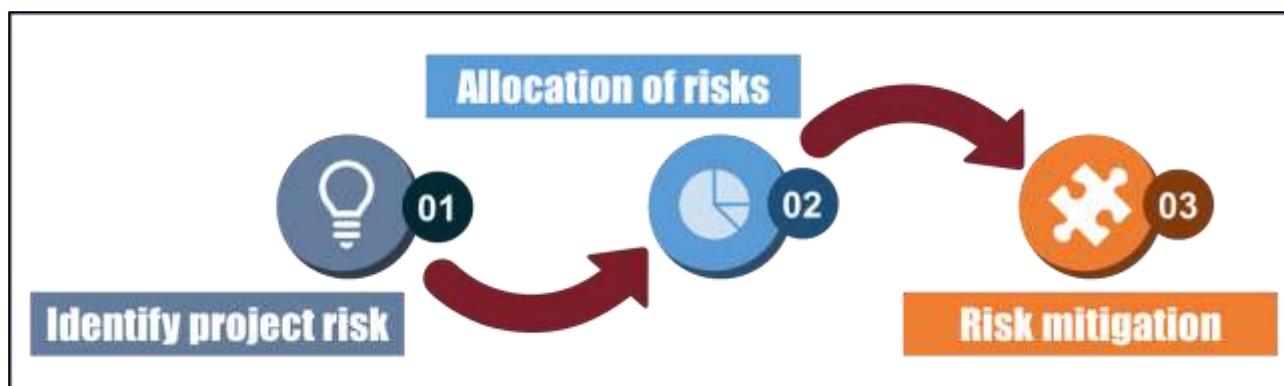 Allocation of risks
01
02
03
Identify project risk
Risk mitigation